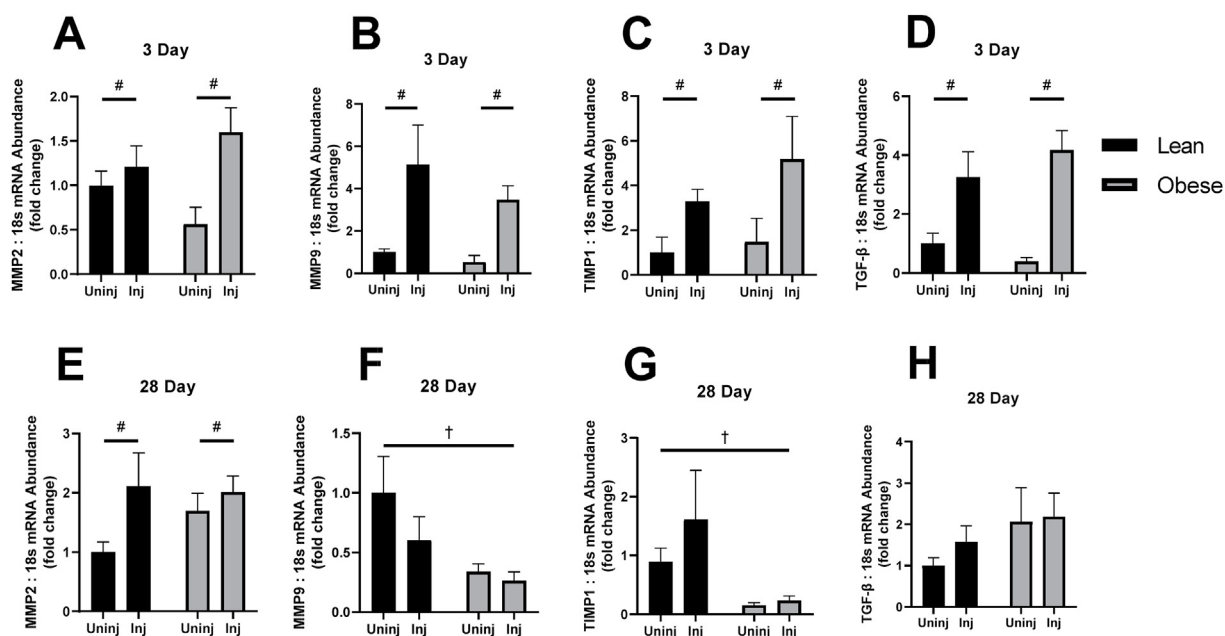 A
3 Day
MMP2 : 18s mRNA Abundance
(fold change)
2.0
1.5
1.0
0.5
0.0
#
#
Uninj Inj Uninj Inj
B
3 Day
MMP9 : 18s mRNA Abundance
(fold change)
8
6
4
2
0
#
#
Uninj Inj Uninj Inj
C
3 Day
TIMP1 : 18s mRNA Abundance
(fold change)
8
6
4
2
0
#
#
Uninj Inj Uninj Inj
D
3 Day
TGF-β : 18s mRNA Abundance
(fold change)
6
4
2
0
#
#
Uninj Inj Uninj Inj
Lean
Obese
E
28 Day
MMP2 : 18s mRNA Abundance
(fold change)
3
2
1
0
#
#
Uninj Inj Uninj Inj
F
28 Day
MMP9 : 18s mRNA Abundance
(fold change)
1.5
1.0
0.5
0.0
†
Uninj Inj Uninj Inj
G
28 Day
TIMP1 : 18s mRNA Abundance
(fold change)
3
2
1
0
†
Uninj Inj Uninj Inj
H
28 Day
TGF-β : 18s mRNA Abundance
(fold change)
4
3
2
1
0
Uninj Inj Uninj Inj